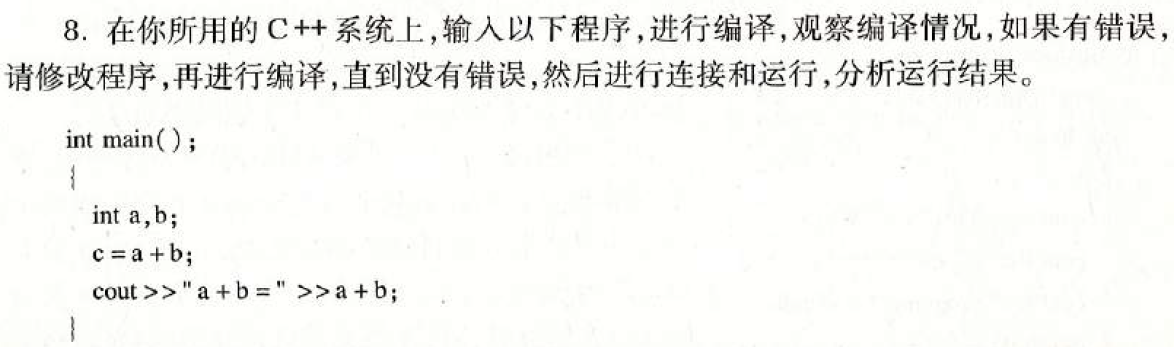 8. 在你所用的 C++ 系统上,输入以下程序,进行编译,观察编译情况,如果有错误,
请修改程序,再进行编译,直到没有错误,然后进行连接和运行,分析运行结果。
int main( );
{
int a,b;
c=a+b;
cout>>"a+b=" >>a+b;
}